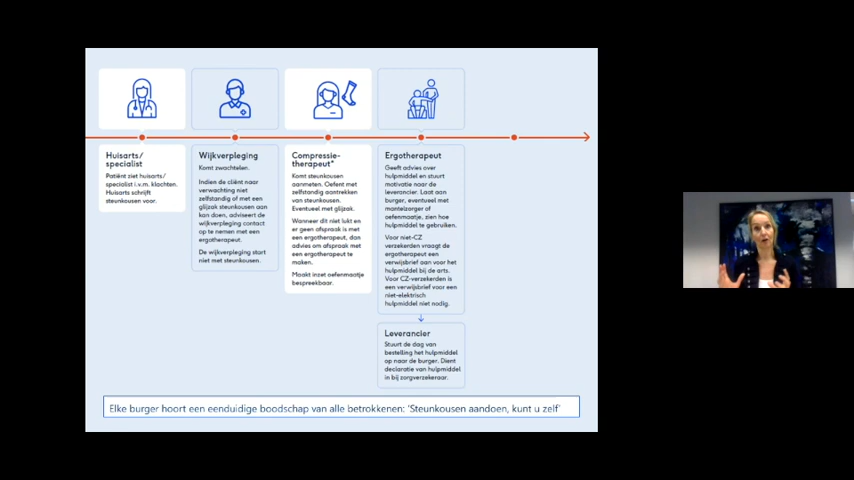 Huisarts/
specialist
Patiënt ziet huisarts/
specialist i.v.m. klachten.
Huisarts schrijft
steunkousen voor.
Wijkverpleging
Komt zwachtelen.
Indien de cliënt naar
verwachting niet
zelfstandig of met een
glijzak steunkousen aan
kan doen, adviseert de
wijkverpleging contact
op te nemen met een
ergotherapeut.
De wijkverpleging start
niet met steunkousen.
Compressie-
therapeut*
Komt steunkousen
aanmeten. Oefent met
zelfstandig aantrekken
van steunkousen.
Eventueel met glijzak.
Wanneer dit niet lukt en
er geen afspraak is met
een ergotherapeut, dan
advies om afspraak met
een ergotherapeut te
maken.
Maakt inzet oefenmaatje
bespreekbaar.
Ergotherapeut
Geeft advies over
hulpmiddel en stuurt
motivatie naar de
leverancier. Laat aan
burger, eventueel met
mantelzorger of
oefenmaatje, zien hoe
hulpmiddel te gebruiken.
Voor niet-CZ
verzekerden vraagt de
ergotherapeut een
verwijsbrief aan voor het
hulpmiddel bij de arts.
Voor CZ-verzekerden is
een verwijsbrief voor een
niet-elektrisch
hulpmiddel niet nodig.
Leverancier
Stuurt de dag van
bestelling het hulpmiddel
op naar de burger. Dient
declaratie van hulpmiddel
in bij zorgverzekeraar.
Elke burger hoort een eenduidige boodschap van alle betrokkenen: 'Steunkousen aandoen, kunt u zelf'